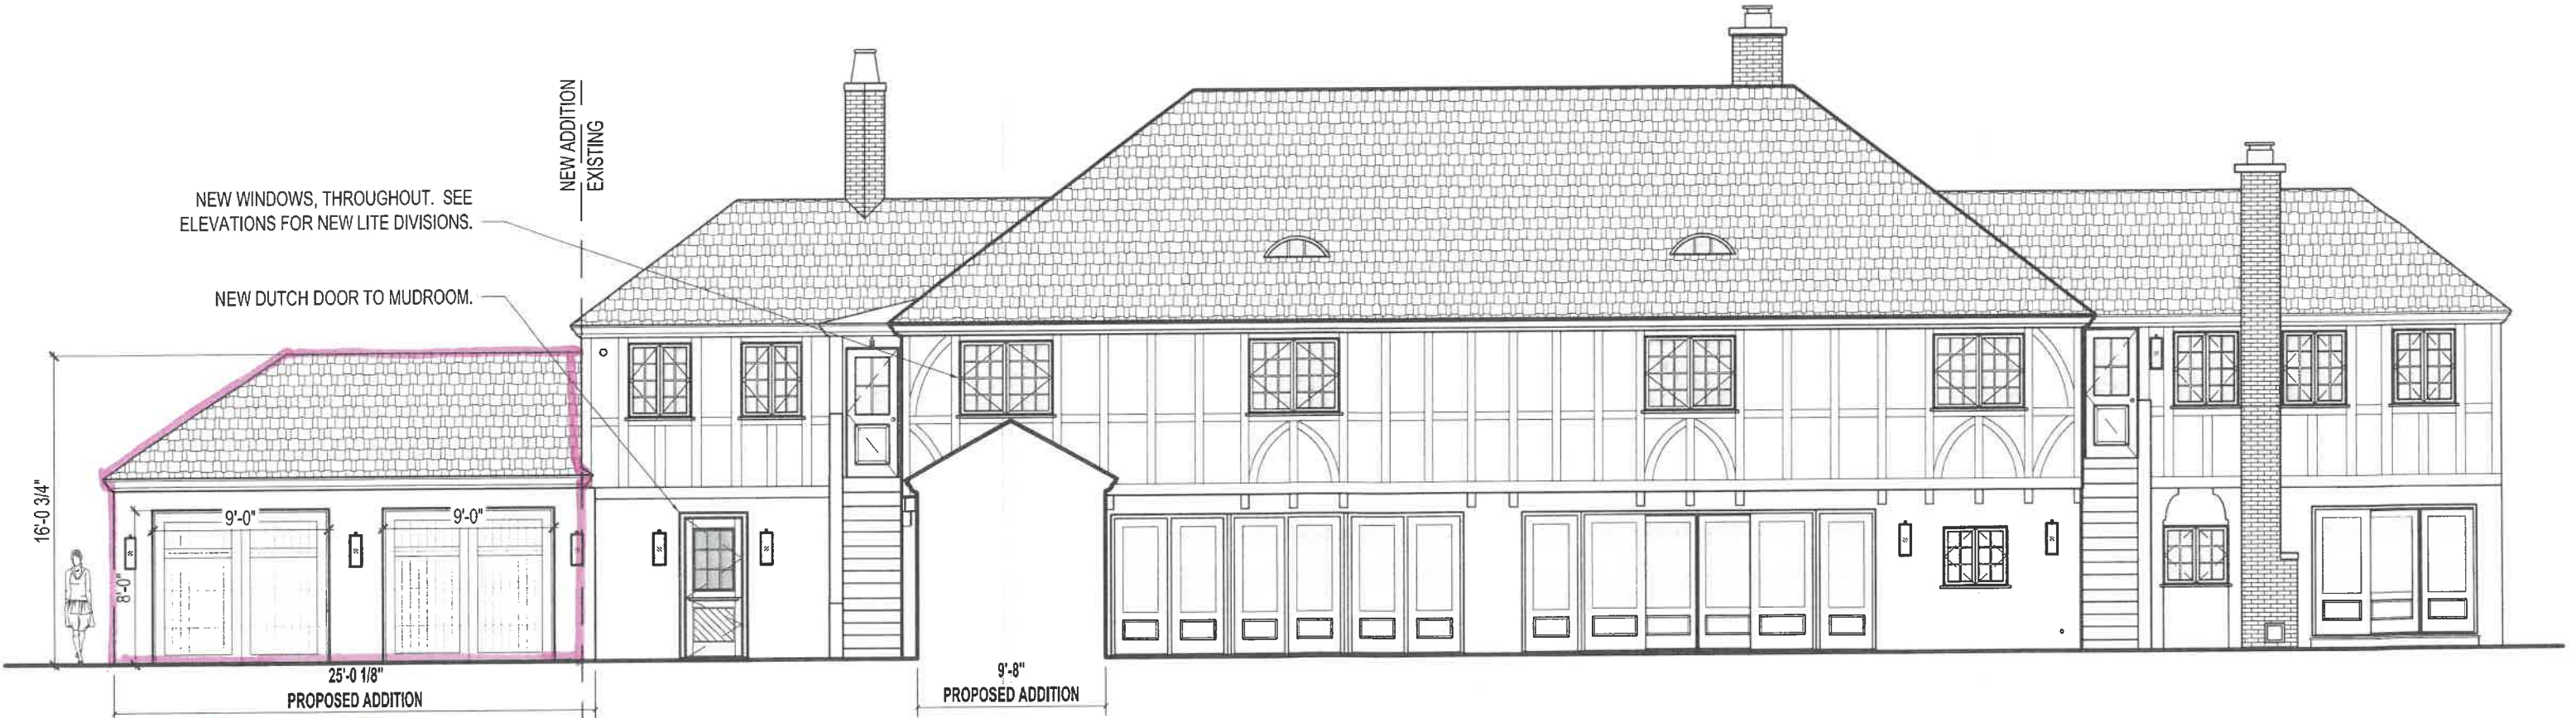 NEW ADDITION
EXISTING
NEW WINDOWS, THROUGHOUT. SEE
ELEVATIONS FOR NEW LITE DIVISIONS.
NEW DUTCH DOOR TO MUDROOM.
16'-0 3/4"
9'-0"
9'-0"
8'-0"
25'-0 1/8"
PROPOSED ADDITION
9'-8"
PROPOSED ADDITION